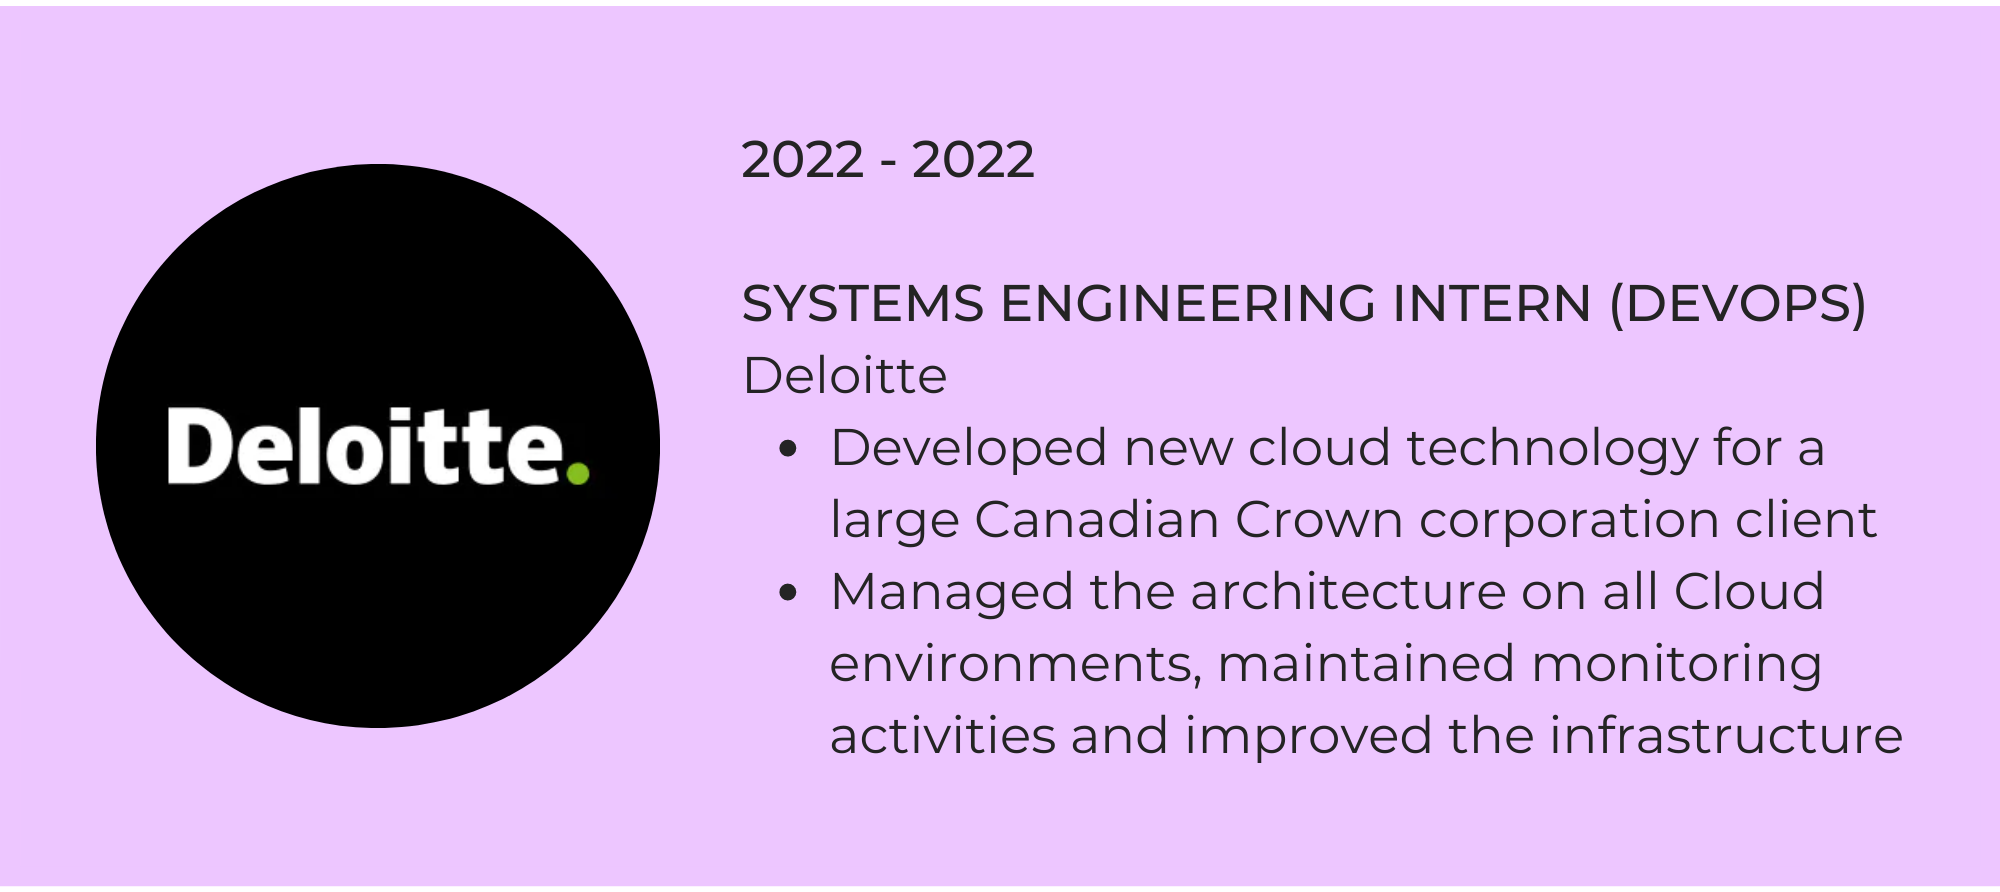 Deloitte.
2022 - 2022
SYSTEMS ENGINEERING INTERN (DEVOPS)
Deloitte
• Developed new cloud technology for a
large Canadian Crown corporation client
• Managed the architecture on all Cloud
environments, maintained monitoring
activities and improved the infrastructure